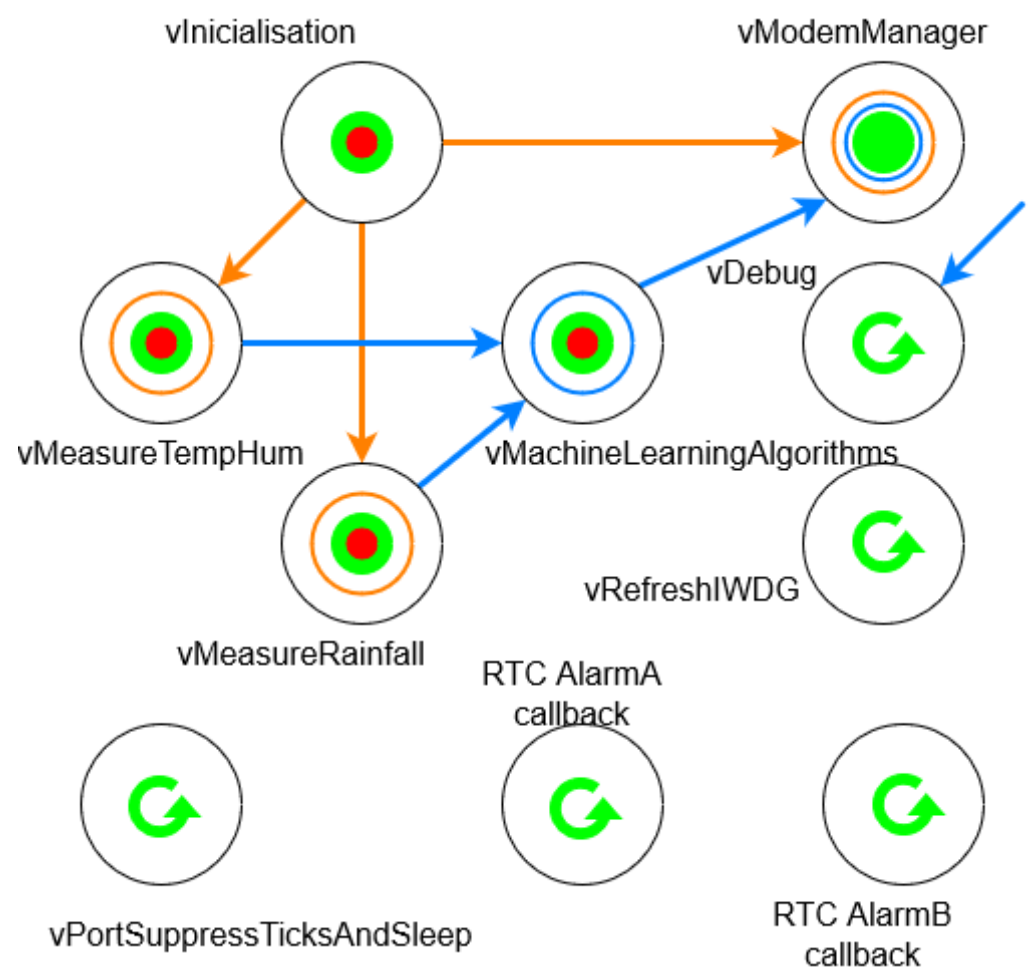 vInicialisation
vModemManager
vDebug
vMeasureTempHum
vMachineLearningAlgorithms
vRefreshIWDG
vMeasureRainfall
RTC AlarmA
callback
vPortSuppressTicksAndSleep
RTC AlarmB
callback